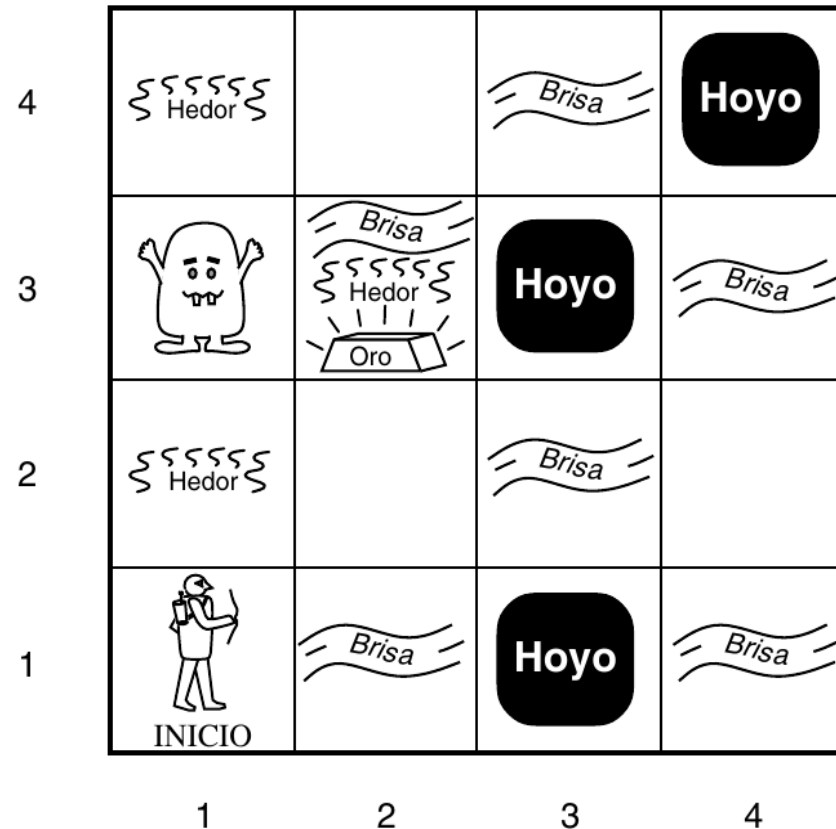 4
Hedor
Brisa
Hoyo
3
Brisa
Hedor
Oro
Hoyo
Brisa
2
Hedor
Brisa
1
INICIO
Brisa
Hoyo
Brisa
1 2 3 4